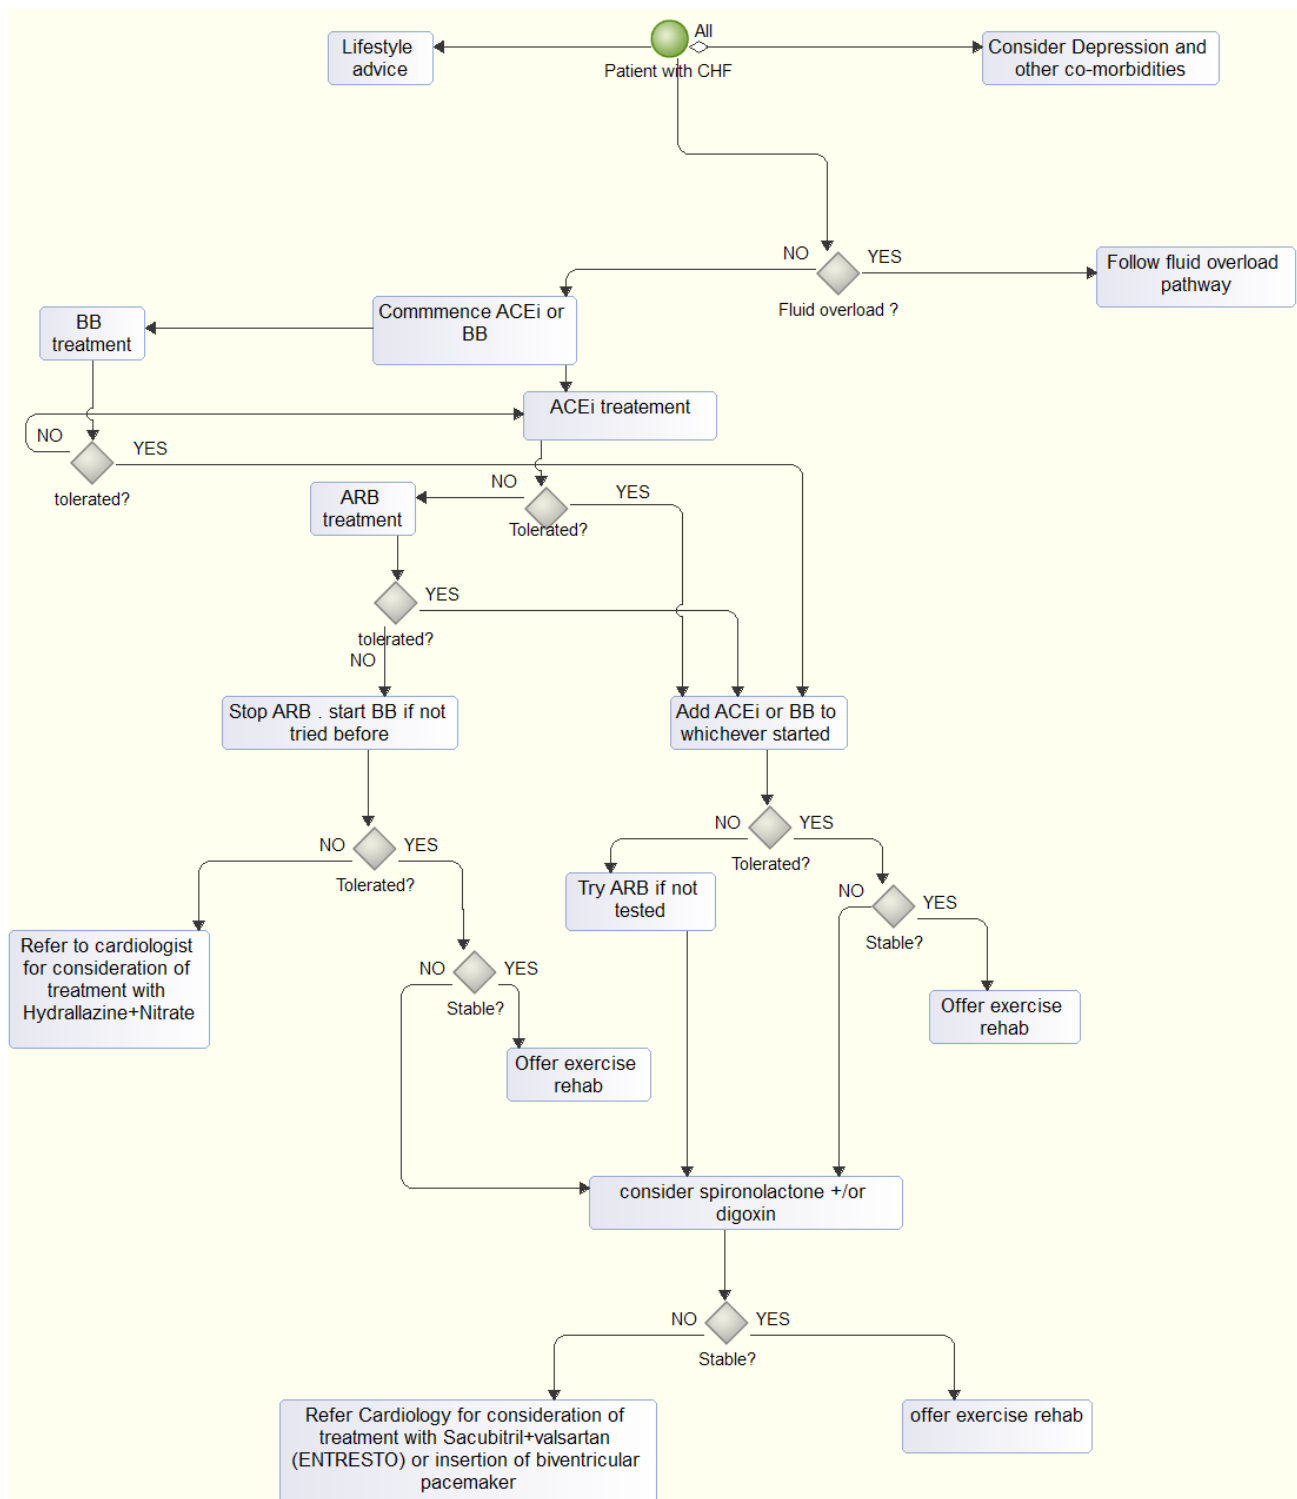 All
Lifestyle
advice
Patient with CHF
Consider Depression and
other co-morbidities
NO
YES
Fluid overload ?
Follow fluid overload
pathway
Commmence ACEi or
BB
BB
treatment
ACEi treatement
NO
YES
tolerated?
NO
YES
Tolerated?
ARB
treatment
YES
tolerated?
NO
Stop ARB . start BB if not
tried before
Add ACEi or BB to
whichever started
NO
YES
Tolerated?
NO
YES
Tolerated?
Try ARB if not
tested
NO
YES
Stable?
Refer to cardiologist
for consideration of
treatment with
Hydrallazine+Nitrate
NO
YES
Stable?
Offer exercise
rehab
Offer exercise
rehab
consider spironolactone +/or
digoxin
NO
YES
Stable?
Refer Cardiology for consideration of
treatment with Sacubitril+valsartan
(ENTRESTO) or insertion of biventricular
pacemaker
offer exercise rehab